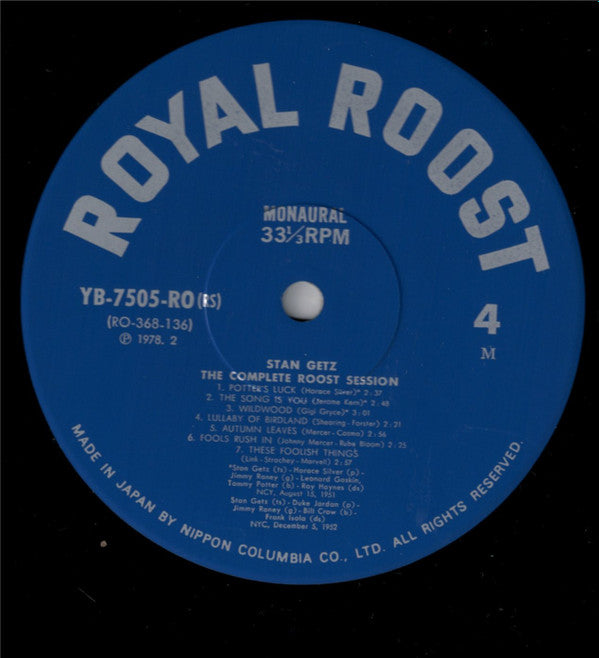 ROYAL ROOST
MONAURAL
33⅓RPM
YB-7505-RO(RS)
(RO-368-136)
Ⓟ 1978. 2
4
M
STAN GETZ
THE COMPLETE ROOST SESSION
1. POTTER'S LUCK (Horace Silver)* 2:37
2. THE SONG IS YOU (Jerome Kern)* 2:48
3. WILDWOOD (Gigi Gryce)* 3:01
4. LULLABY OF BIRDLAND (Shearing - Forster) 2:21
5. AUTUMN LEAVES (Mercer - Cosmo) 2:56
6. FOOLS RUSH IN (Johnny Mercer - Rube Bloom) 2:25
7. THESE FOOLISH THINGS
(Link - Strachey - Marvell) 2:57
*Stan Getz (ts) - Horace Silver (p) -
Jimmy Raney (g) - Leonard Gaskin,
Tommy Potter (b) - Roy Haynes (ds)
NCY, August 15, 1951
Stan Getz (ts) - Duke Jordan (p) -
Jimmy Raney (g) - Bill Crow (b) -
Frank Isola (ds)
NYC, December 5, 1952
MADE IN JAPAN BY NIPPON COLUMBIA CO., LTD. ALL RIGHTS RESERVED.